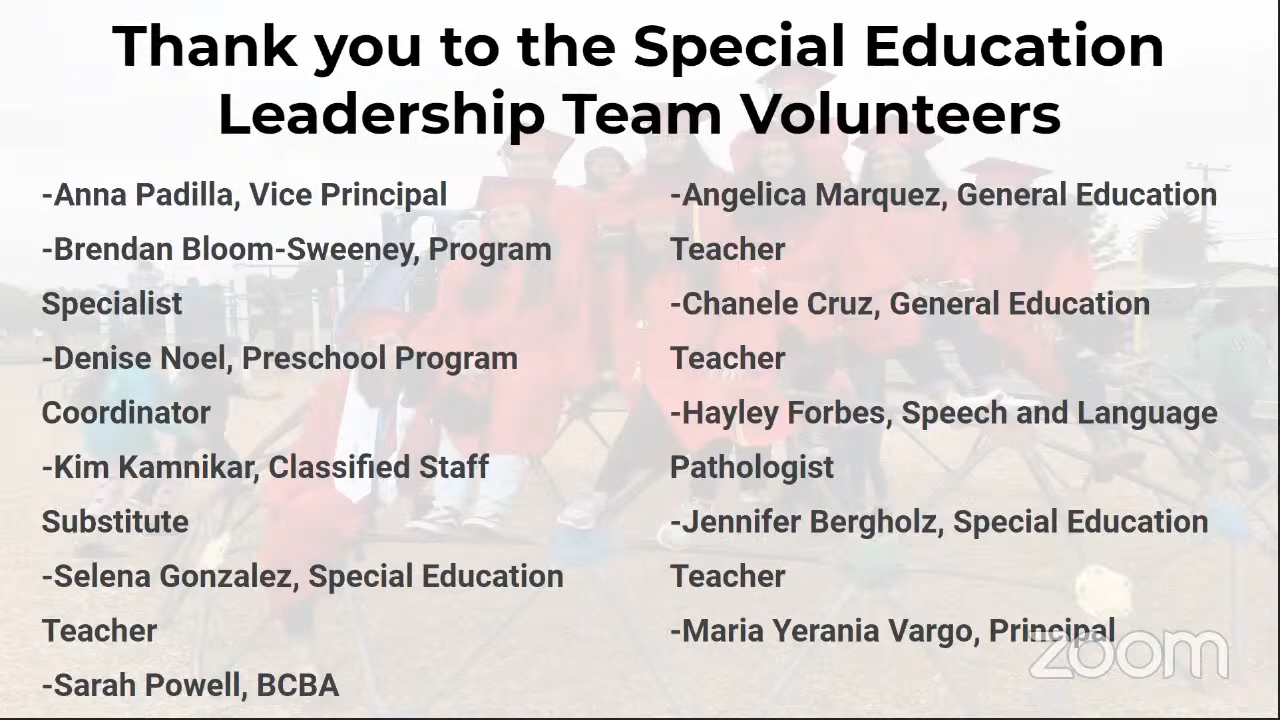 Thank you to the Special Education
Leadership Team Volunteers
-Anna Padilla, Vice Principal
-Brendan Bloom-Sweeney, Program
Specialist
-Denise Noel, Preschool Program
Coordinator
-Kim Kamnikar, Classified Staff
Substitute
-Selena Gonzalez, Special Education
Teacher
-Sarah Powell, BCBA
-Angelica Marquez, General Education
Teacher
-Chanele Cruz, General Education
Teacher
-Hayley Forbes, Speech and Language
Pathologist
-Jennifer Bergholz, Special Education
Teacher
-Maria Yerania Vargo, Principal
zoom